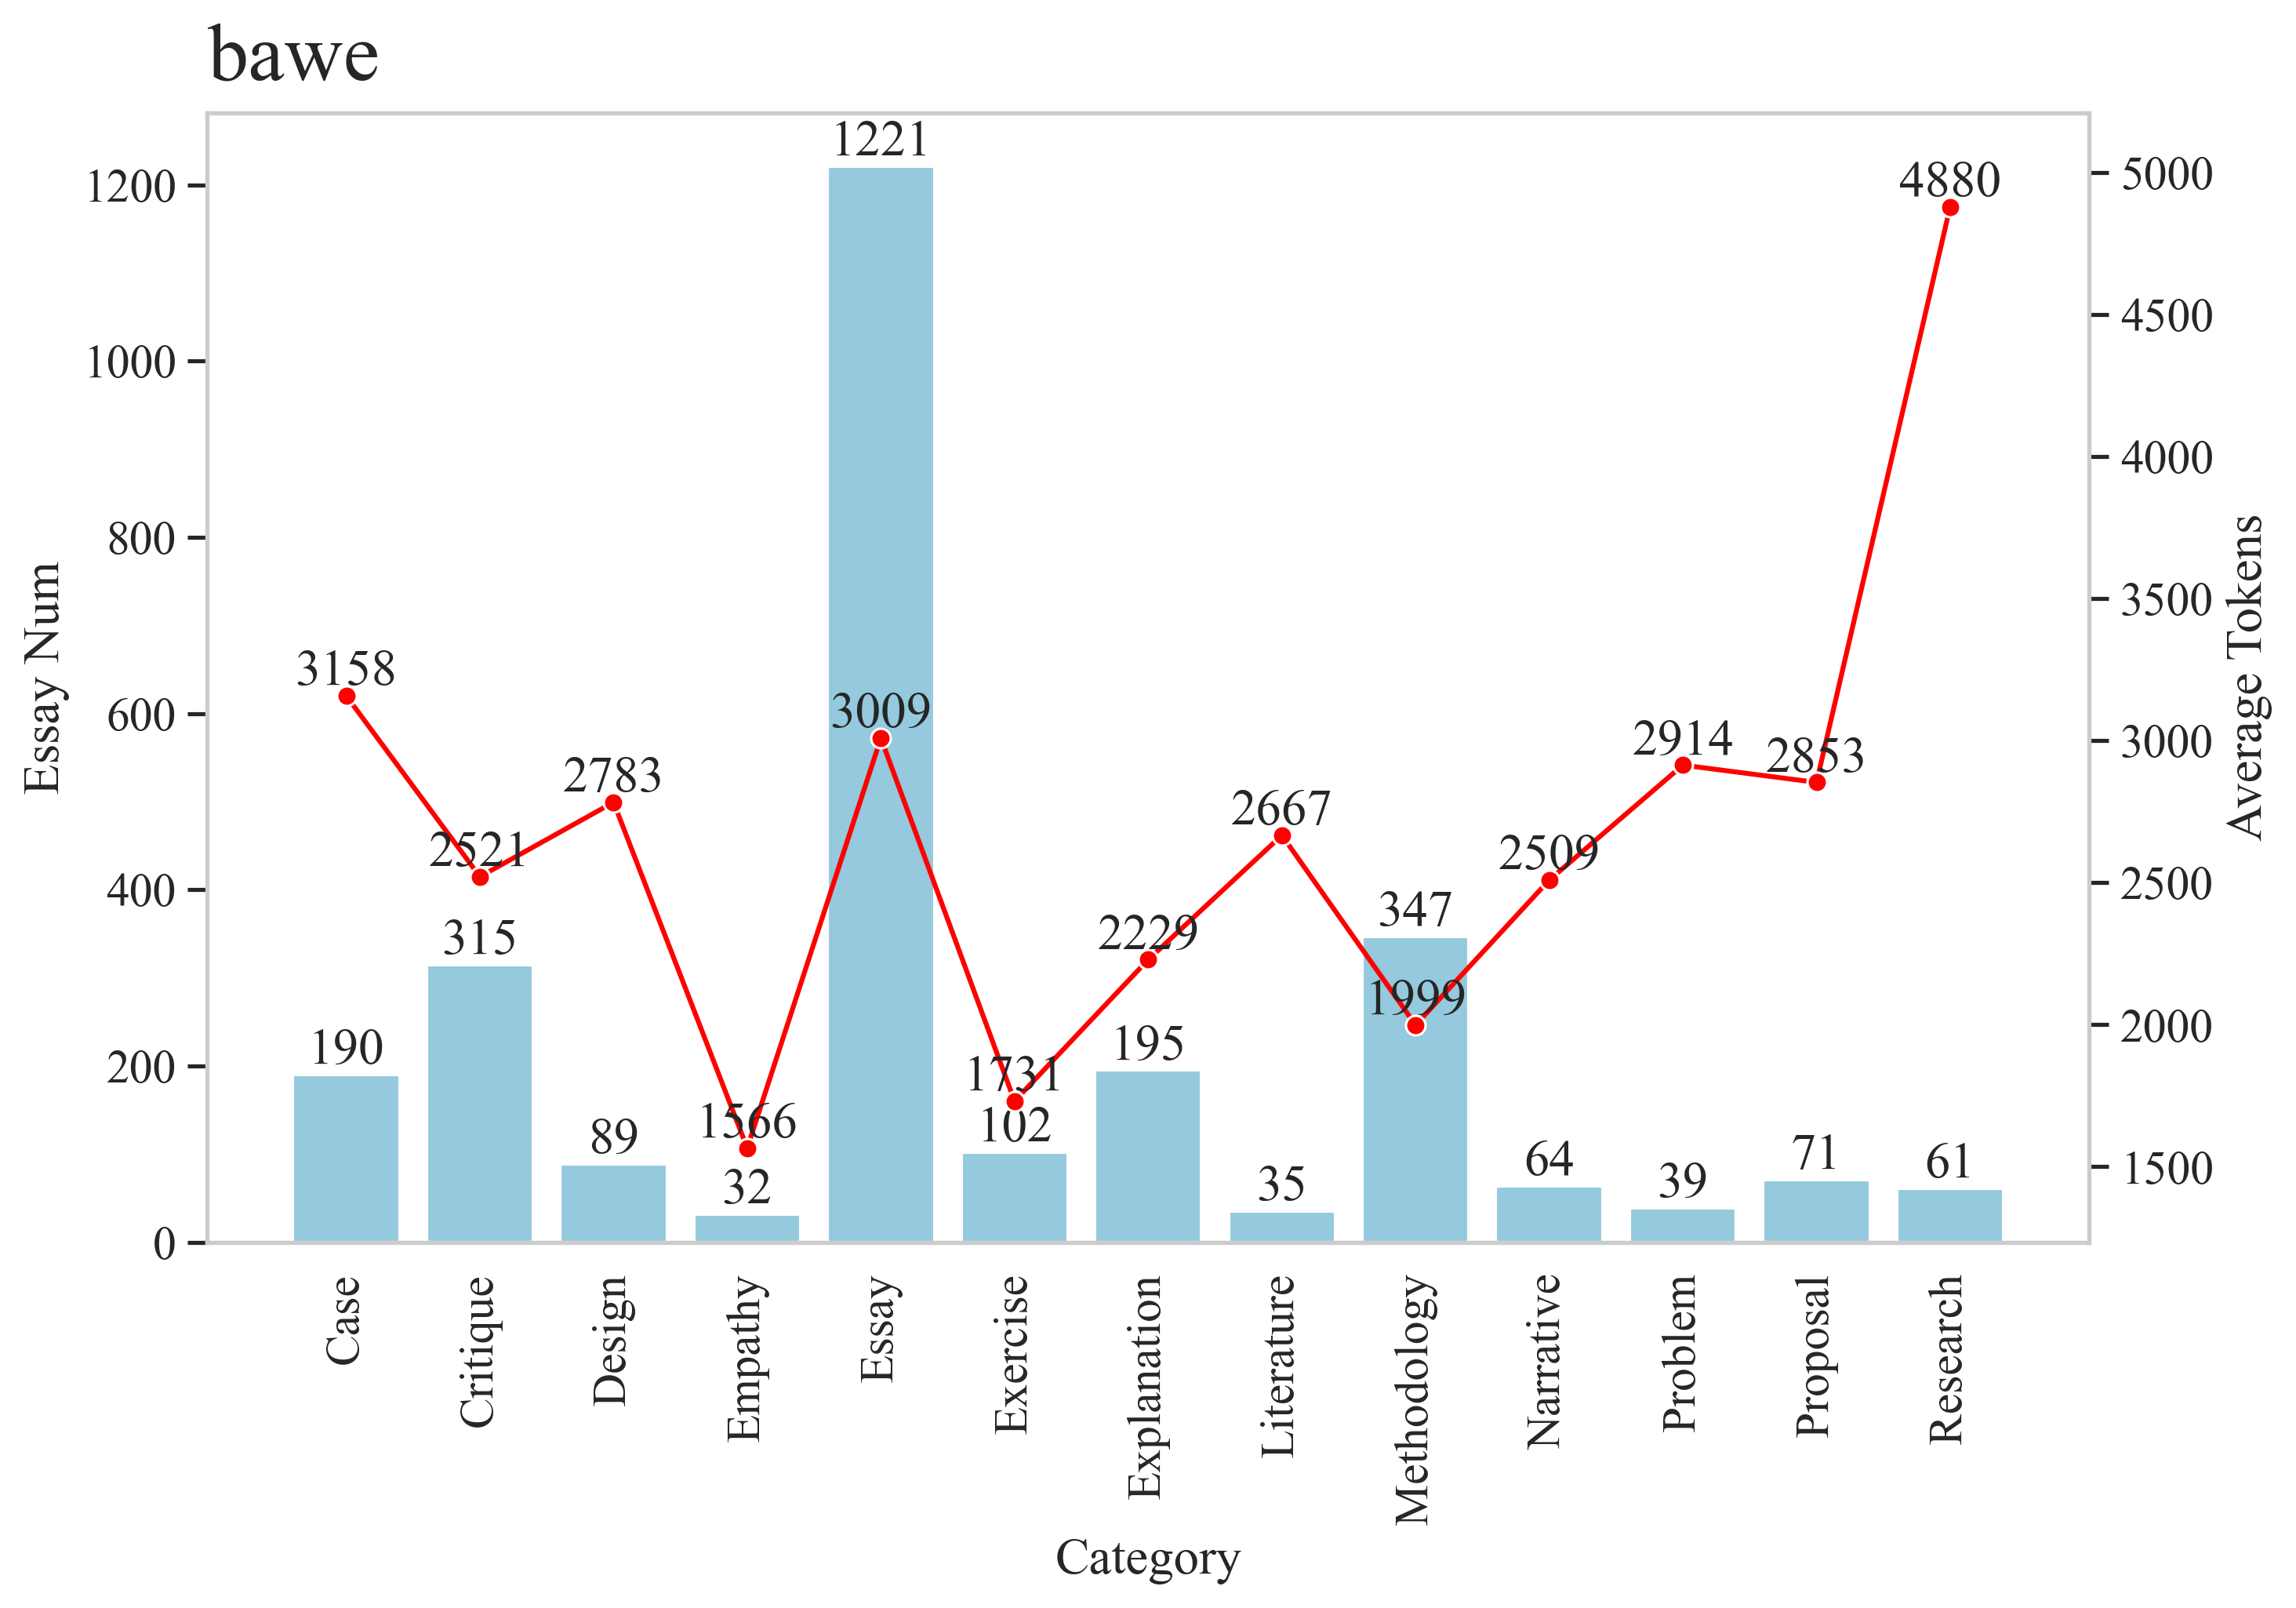 bawe
1221
1200
1000
800
600
400
200
0
Essay Num
5000
4500
4000
3500
3000
2500
2000
1500
Average Tokens
4880
3158
2521
2783
1566
3009
1731
2229
2667
1999
2509
2914
2853
190
315
89
32
102
195
35
347
64
39
71
61
Case
Critique
Design
Empathy
Essay
Exercise
Explanation
Literature
Methodology
Narrative
Problem
Proposal
Research
Category